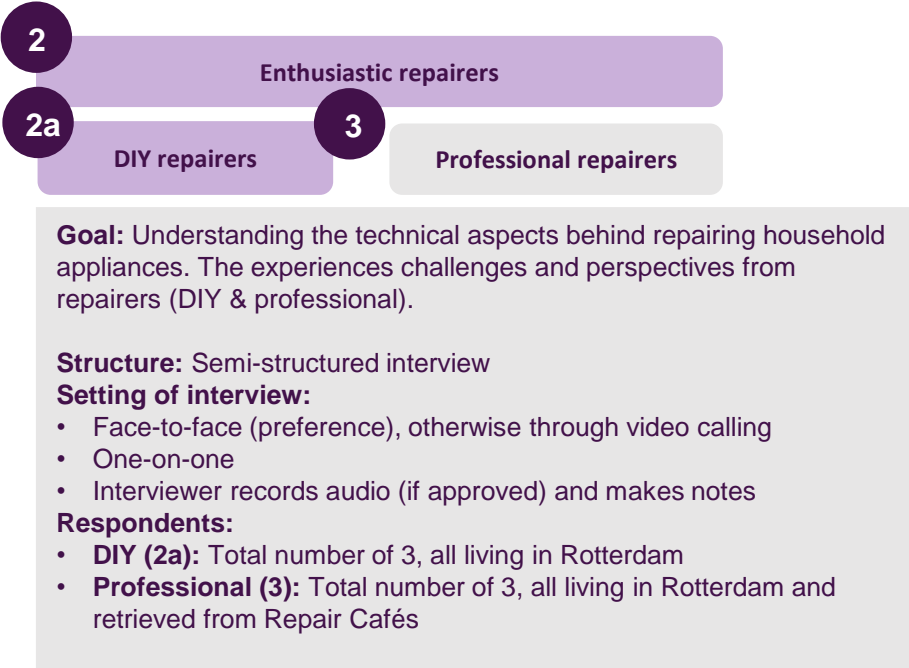 2
Enthusiastic repairers
2a
3
DIY repairers
Professional repairers
Goal: Understanding the technical aspects behind repairing household
appliances. The experiences challenges and perspectives from
repairers (DIY & professional).
Structure: Semi-structured interview
Setting of interview:
• Face-to-face (preference), otherwise through video calling
• One-on-one
• Interviewer records audio (if approved) and makes notes
Respondents:
• DIY (2a): Total number of 3, all living in Rotterdam
• Professional (3): Total number of 3, all living in Rotterdam and
retrieved from Repair Cafés